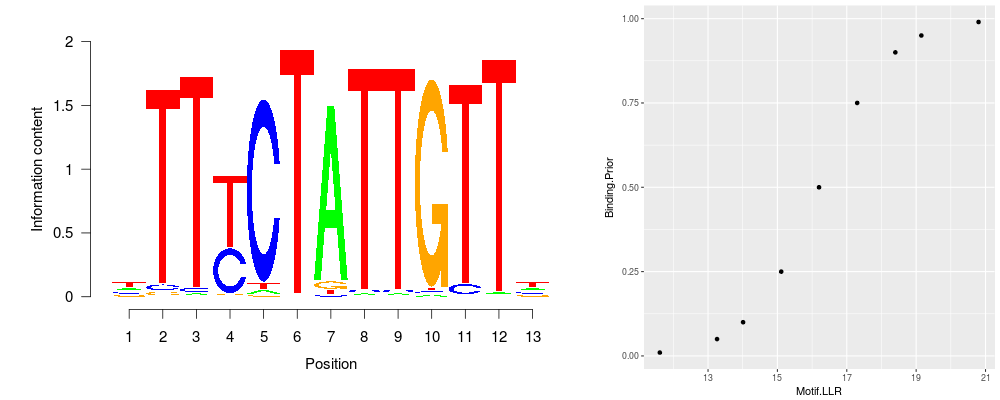 2
1.5
1
0.5
0
Information content
T T T C T A T T G T T
C
1 2 3 4 5 6 7 8 9 10 11 12 13
Position
1.00
0.75
0.50
0.25
0.00
Binding.Prior
13 15 17 19 21
Motif.LLR